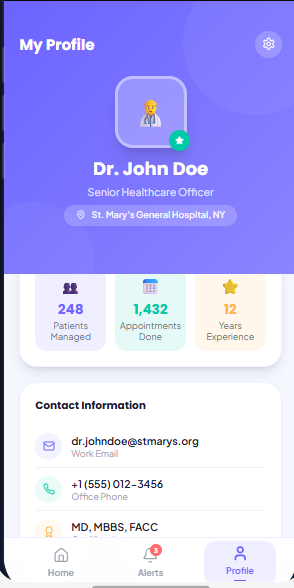 My Profile
Dr. John Doe
Senior Healthcare Officer
St. Mary's General Hospital, NY
248
Patients
Managed
1,432
Appointments
Done
12
Years
Experience
Contact Information
dr.johndoe@stmarys.org
Work Email
+1 (555) 012-3456
Office Phone
MD, MBBS, FACC
3
Home
Alerts
Profile